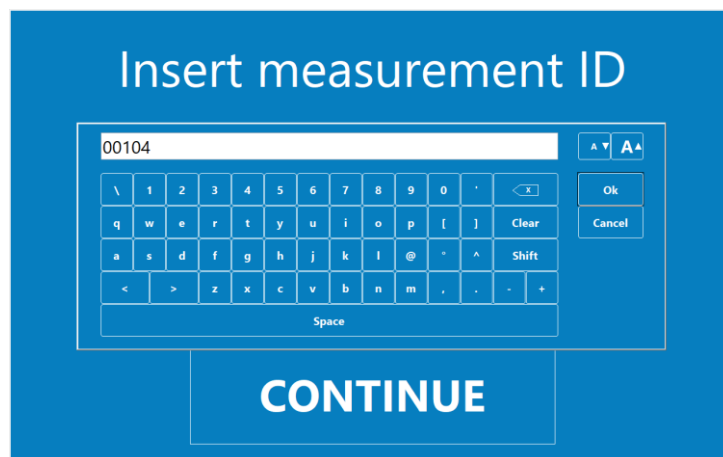 Insert measurement ID
00104
A ▼ A▲
\ 1 2 3 4 5 6 7 8 9 0 ' x
Ok
q w e r t y u i o p [ ] Clear
Cancel
a s d f g h j k l @ ° ^ Shift
< > z x c v b n m , . - +
Space
CONTINUE